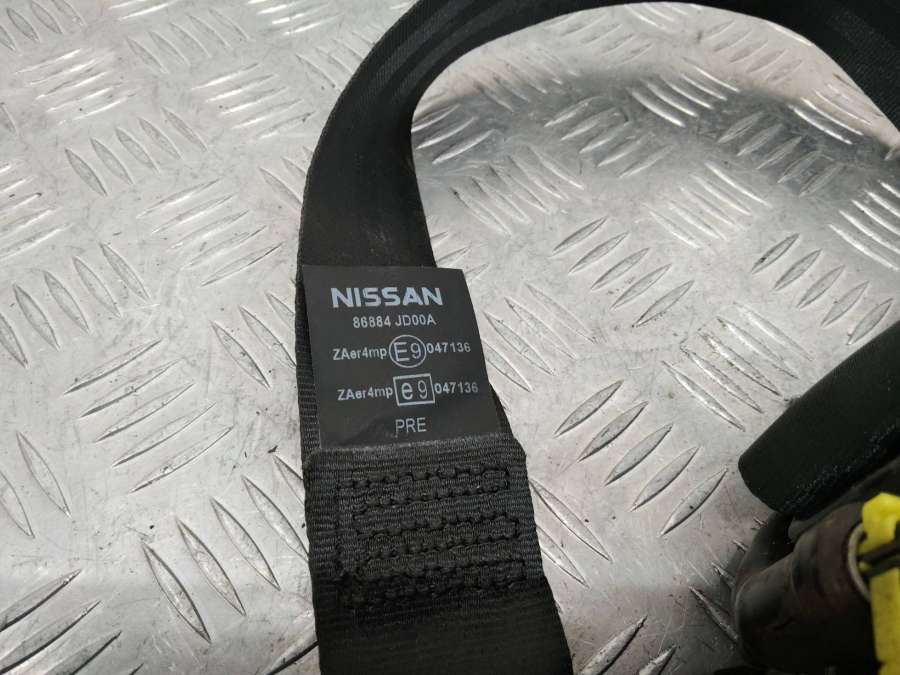 NISSAN
86884 JD00A
ZAer4mp E9 047136
ZAer4mp e9 047136
PRE